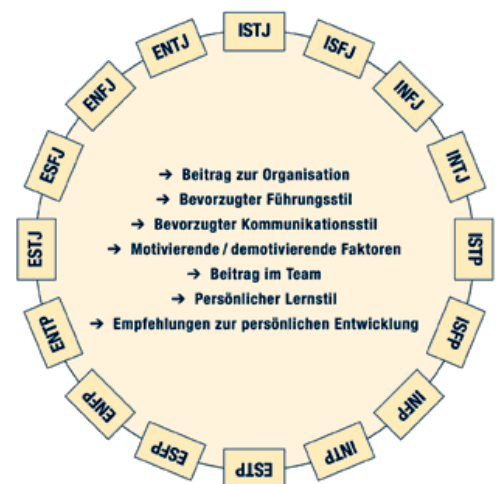 ISTJ
ISFJ
INFJ
INTJ
ISTP
ISFP
INFP
INTP
ESTP
ESFP
ENFP
ENTP
ESTJ
ESFJ
ENFJ
ENTJ
→ Beitrag zur Organisation
→ Bevorzugter Führungsstil
→ Bevorzugter Kommunikationsstil
→ Motivierende / demotivierende Faktoren
→ Beitrag im Team
→ Persönlicher Lernstil
→ Empfehlungen zur persönlichen Entwicklung